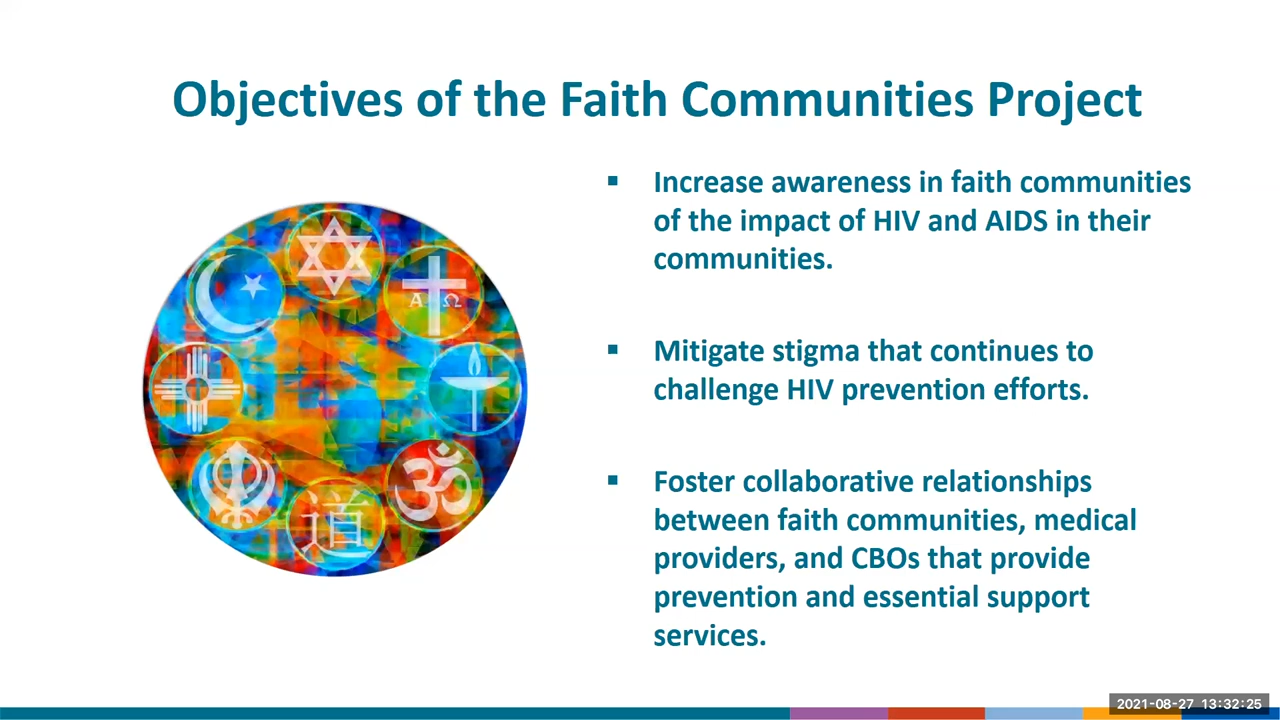 Objectives of the Faith Communities Project
▪ Increase awareness in faith communities
of the impact of HIV and AIDS in their
communities.
▪ Mitigate stigma that continues to
challenge HIV prevention efforts.
▪ Foster collaborative relationships
between faith communities, medical
providers, and CBOs that provide
prevention and essential support
services.
Α Ω
ॐ
道
2021-08-27 13:32:25